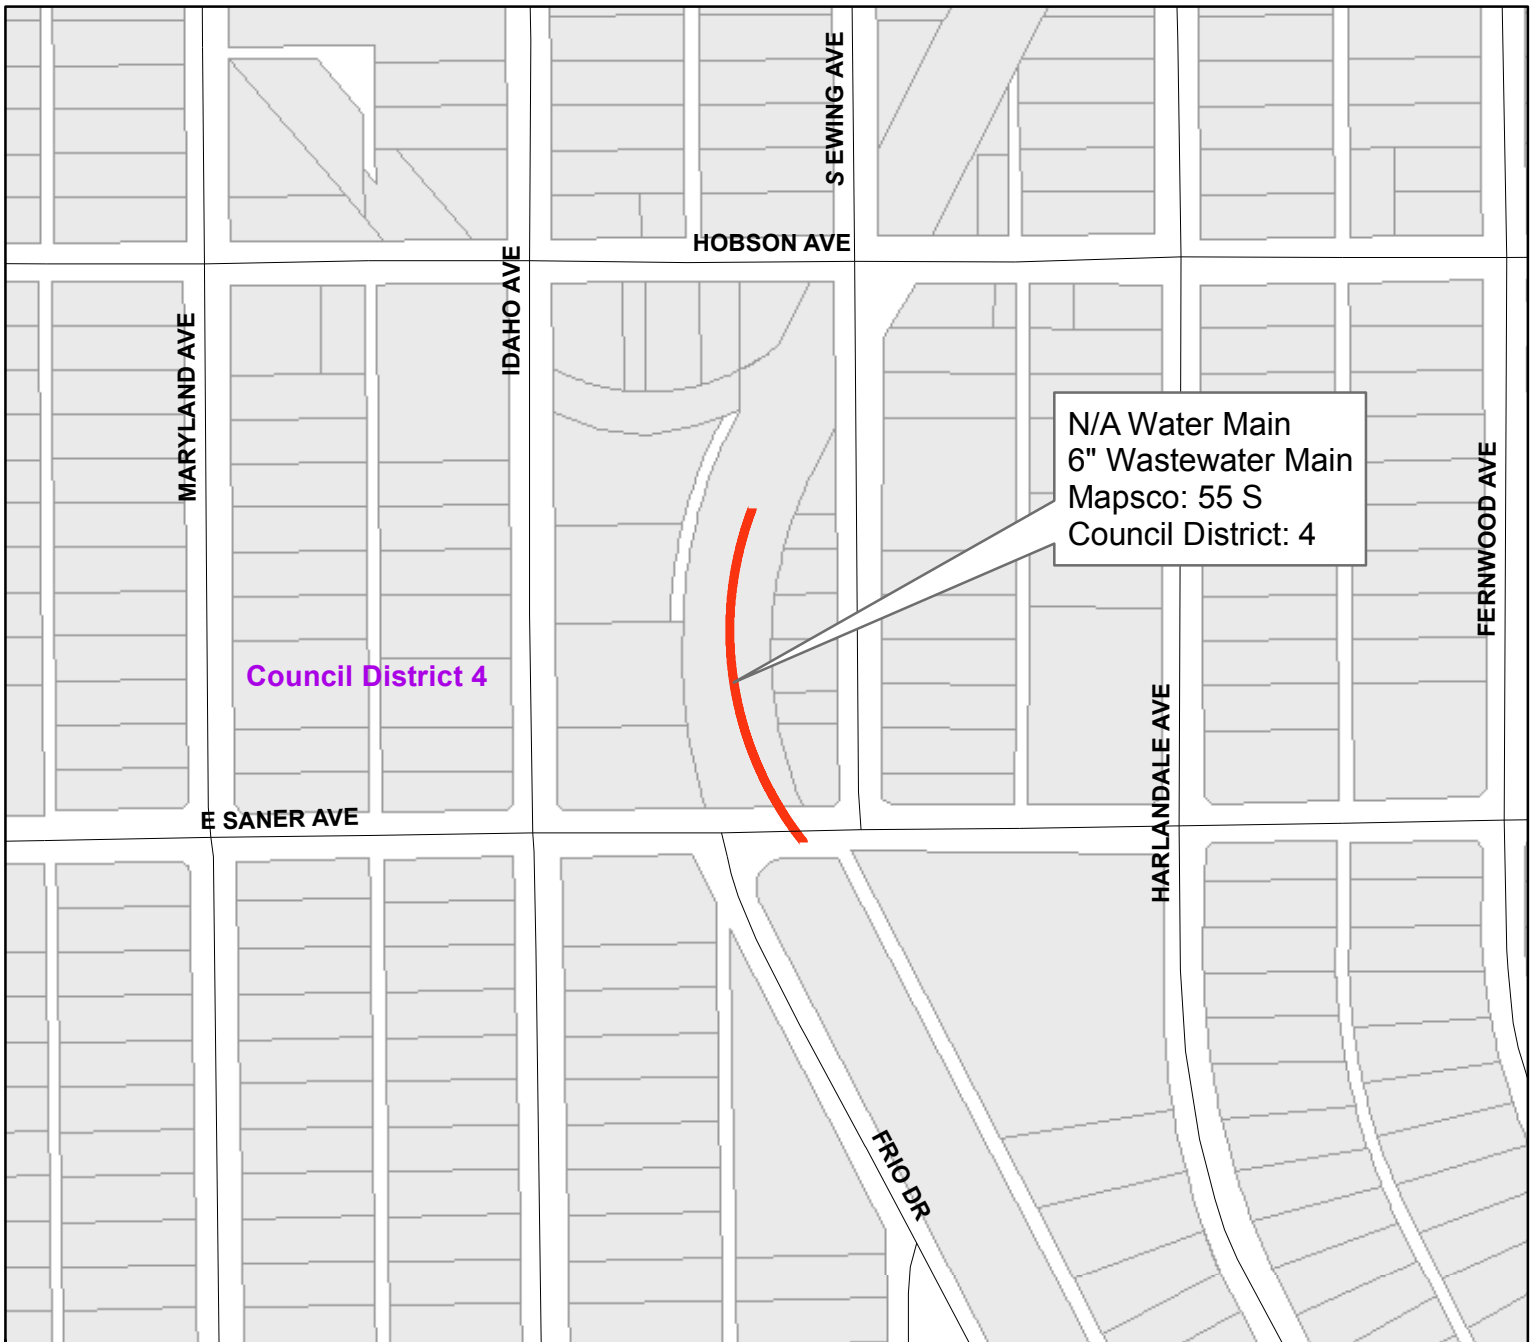 S EWING AVE
HOBSON AVE
IDAHO AVE
MARYLAND AVE
N/A Water Main
6" Wastewater Main
Mapsco: 55 S
Council District: 4
FERNWOOD AVE
Council District 4
HARLANDALE AVE
E SANER AVE
FRIO DR